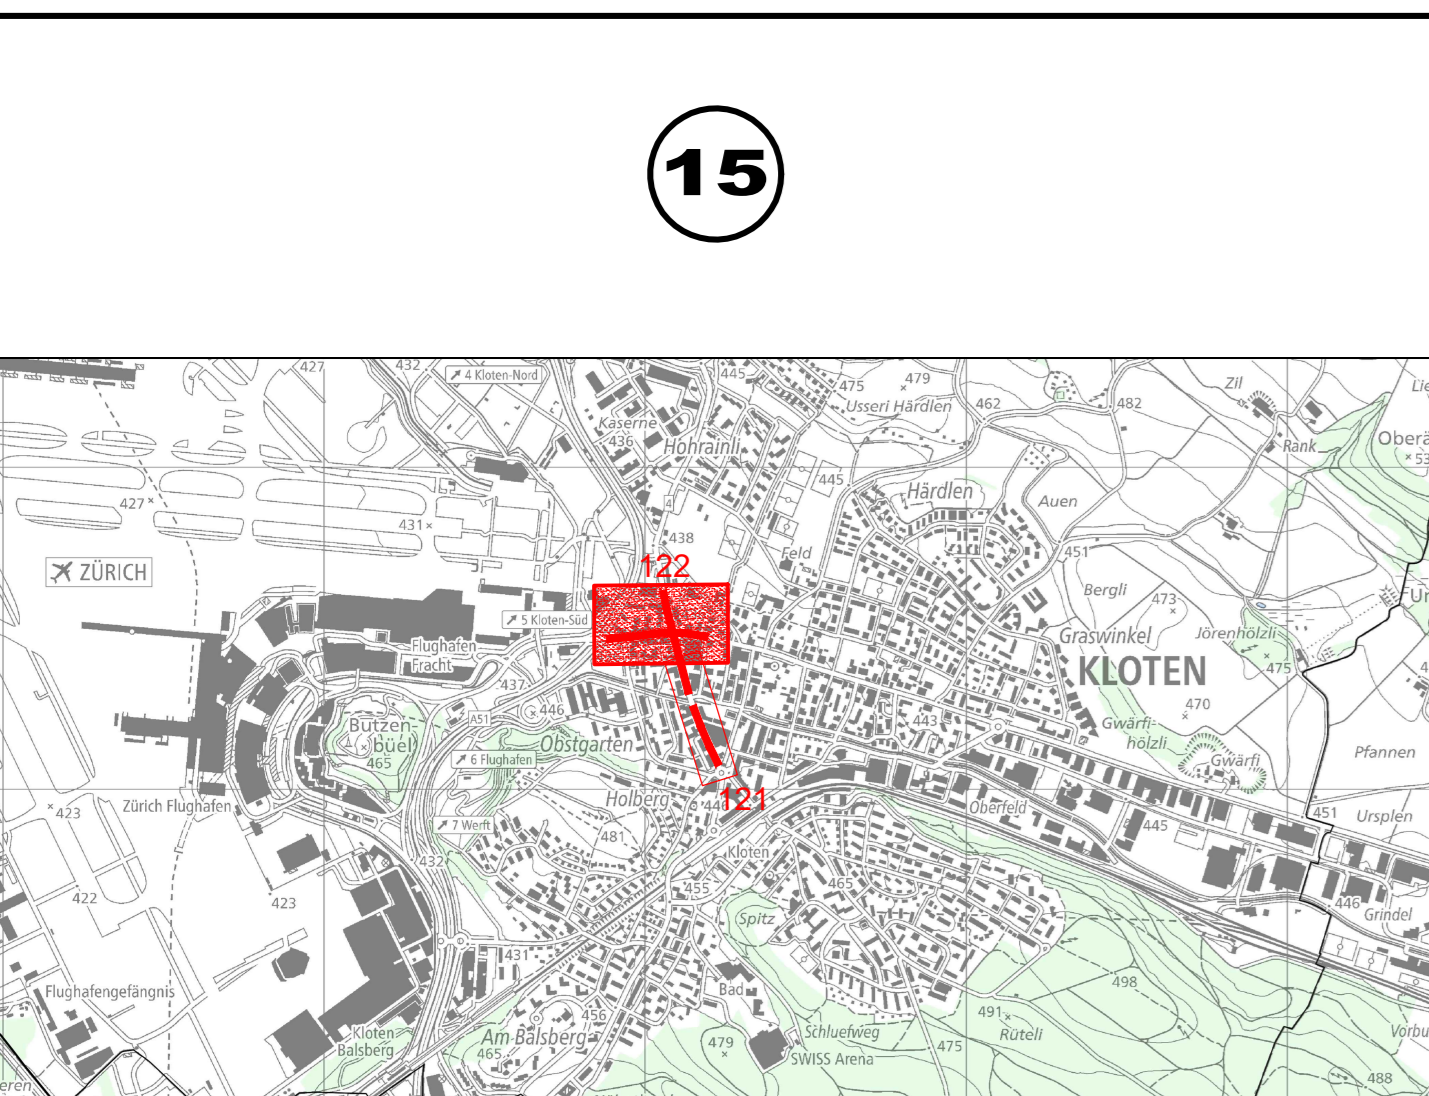 15
427
432
4 Kloten-Nord
445
475
479
Usseri Härdlen
462
482
Zil
Kaserne
436
Hohrainli
Rank
427
431
445
4
438
Härdlen
Auen
ZÜRICH
122
Feld
451
Bergli
473
5 Kloten-Süd
Flughafen
Fracht
Graswinkel
Jörenhölzli
KLOTEN
475
437
A51
446
470
Butzen-
büel
465
Obstgarten
443
Gwärfi-
hölzli
Pfannen
6 Flughafen
Gwärfi
423
Zürich Flughafen
Holberg
121
Oberfeld
451
Ursplen
7 Werft
481
445
432
Kloten
422
423
455
465
446
Grindel
Spitz
431
Flughafengefängnis
Bad
498
456
491
Kloten
Balsberg
Am Balsberg
465
479
Schluefweg
SWISS Arena
475
Rüteli
488